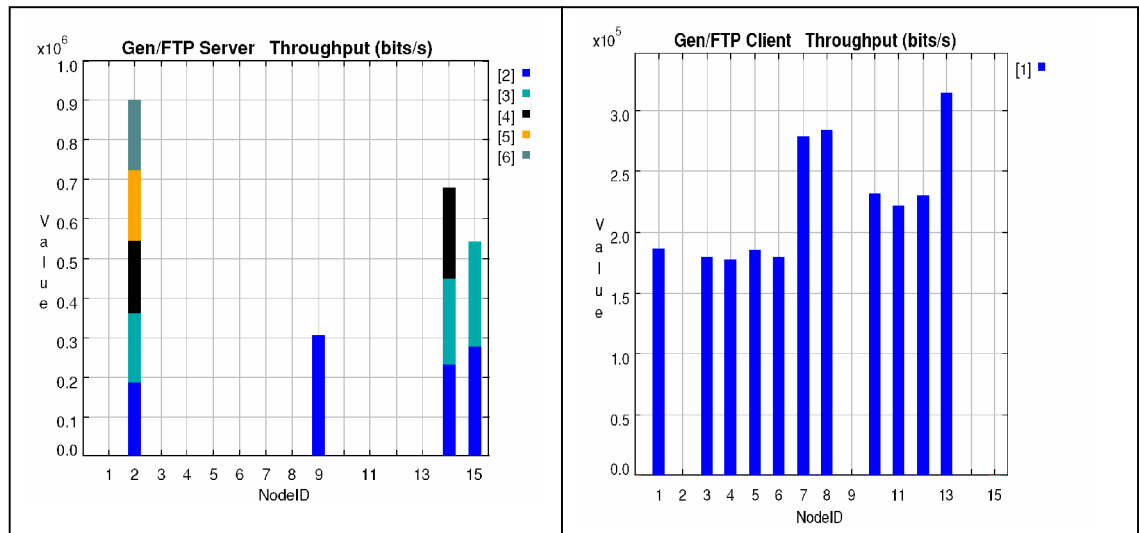 Gen/FTP Server Throughput (bits/s)
x10^6
1.0
0.9
0.8
0.7
0.6
0.5
0.4
0.3
0.2
0.1
0.0
Value
1 2 3 4 5 6 7 8 9 11 13 15
NodeID
[2]
[3]
[4]
[5]
[6]
Gen/FTP Client Throughput (bits/s)
x10^5
3.0
2.0
5.0
1.0
5.0
0.0
Value
1 2 3 4 5 6 7 8 9 11 13 15
NodeID
[1]